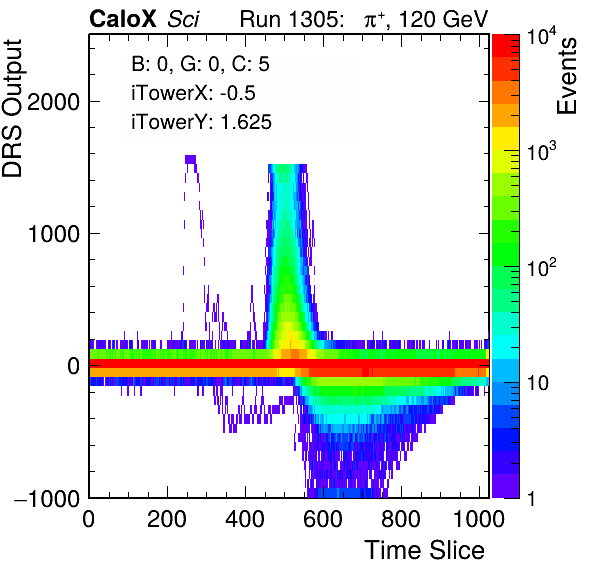 CaloX Sci Run 1305: π⁺, 120 GeV
B: 0, G: 0, C: 5
iTowerX: -0.5
iTowerY: 1.625
DRS Output
2000
1000
0
−1000
0 200 400 600 800 1000
Time Slice
Events
10⁴
10³
10²
10
1